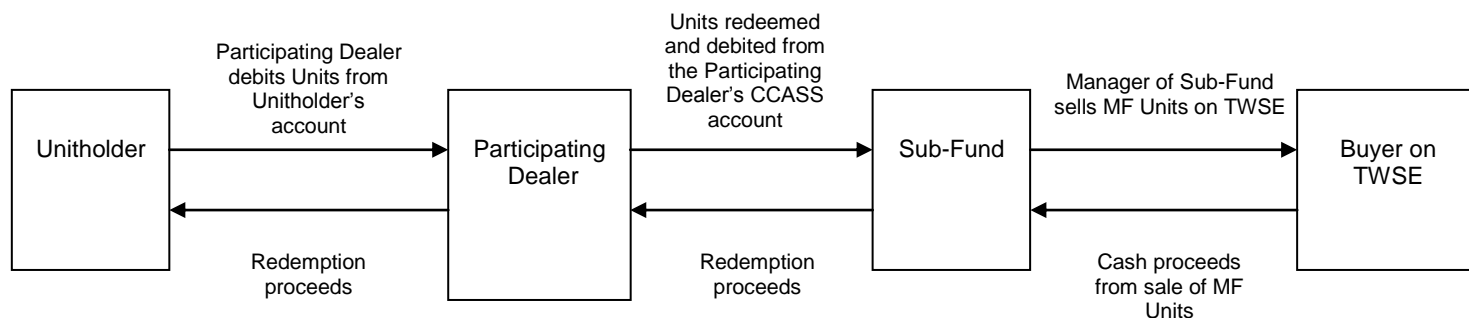 Participating Dealer
debits Units from
Unitholder’s
account
Units redeemed
and debited from
the Participating
Dealer’s CCASS
account
Manager of Sub-Fund
sells MF Units on TWSE
Unitholder
Participating
Dealer
Sub-Fund
Buyer on
TWSE
Redemption
proceeds
Redemption
proceeds
Cash proceeds
from sale of MF
Units